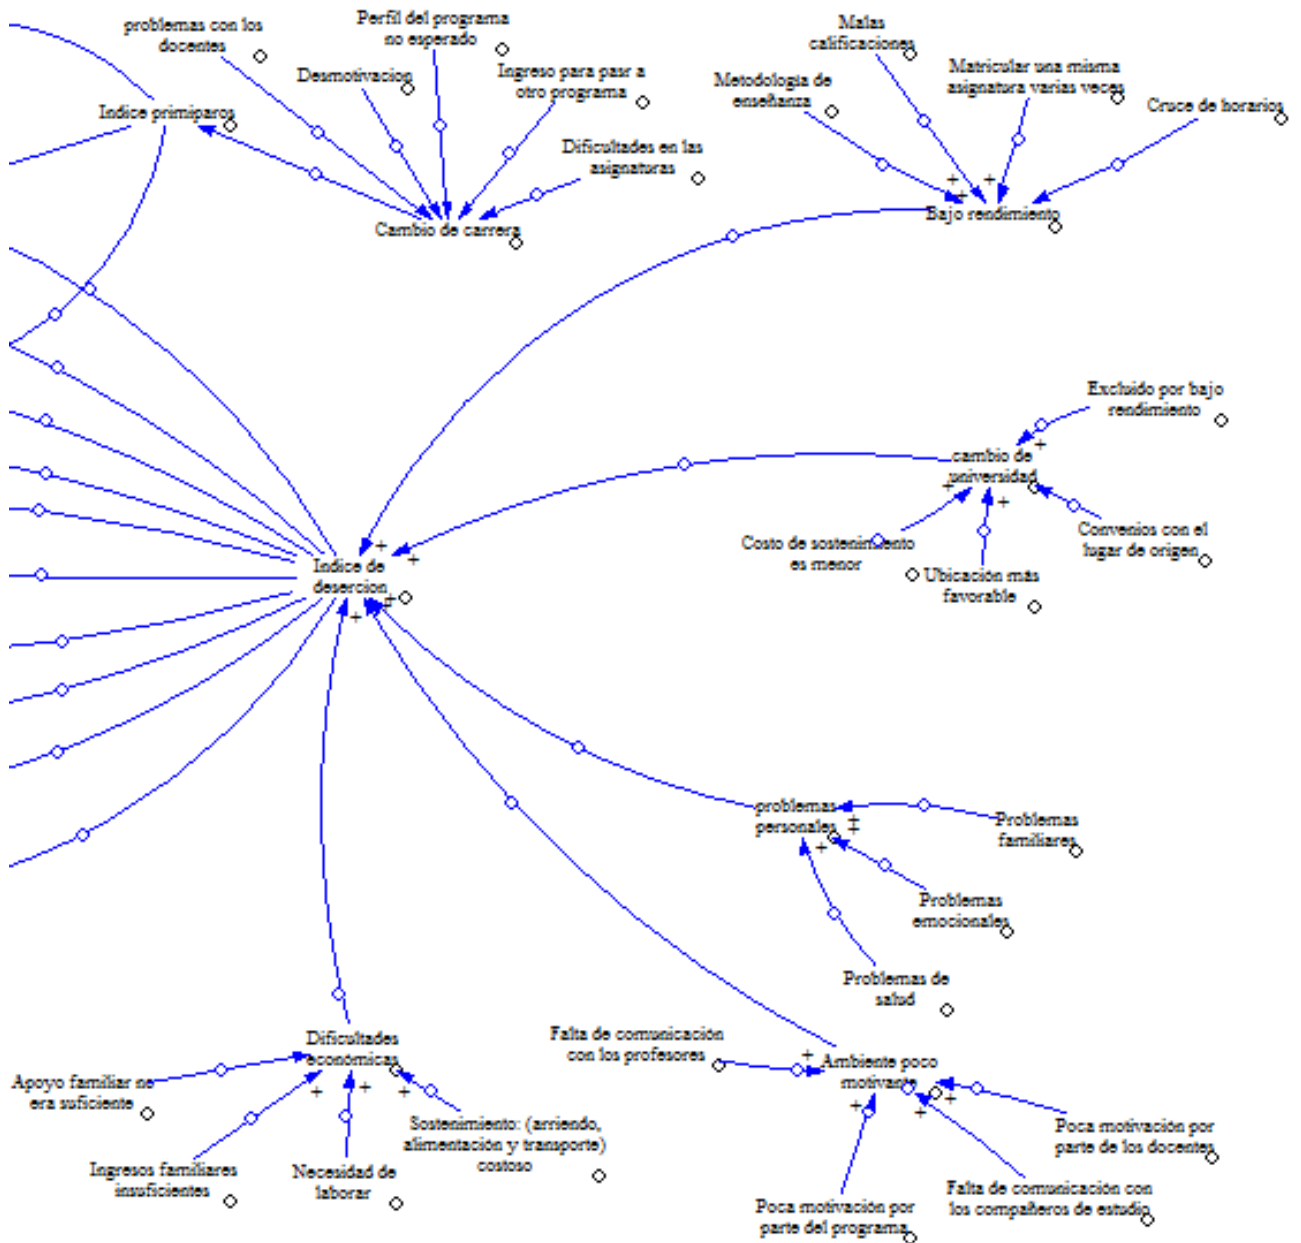 problemas con los
docentes
Perfil del programa
no esperado
Desmotivacion
Ingreso para pasr a
otro programa
Indice primiparos
Dificultades en las
asignaturas
Cambio de carrera
Malas
calificaciones
Metodologia de
enseñanza
Matricular una misma
asignatura varias veces
Cruce de horarios
+
+
+
Bajo rendimiento
Excluido por bajo
rendimiento
+
cambio de
universidad
+
+
Costo de sostenimiento
es menor
Ubicación más
favorable
Convenios con el
lugar de origen
+
+
Indice de
desercion
+
+
+
problemas
personales
+
+
+
Problemas
familiares
Problemas
emocionales
Problemas de
salud
Dificultades
económicas
+
+
+
Apoyo familiar ne
era suficiente
Ingresos familiares
insuficientes
Necesidad de
laborar
Sostenimiento: (arriendo,
alimentación y transporte)
costoso
Falta de comunicación
con los profesores
+
Ambiente poco
motivante
+
+
+
Poca motivación por
parte de los docentes
Poca motivación por
parte del programa
Falta de comunicación con
los compañeros de estudio